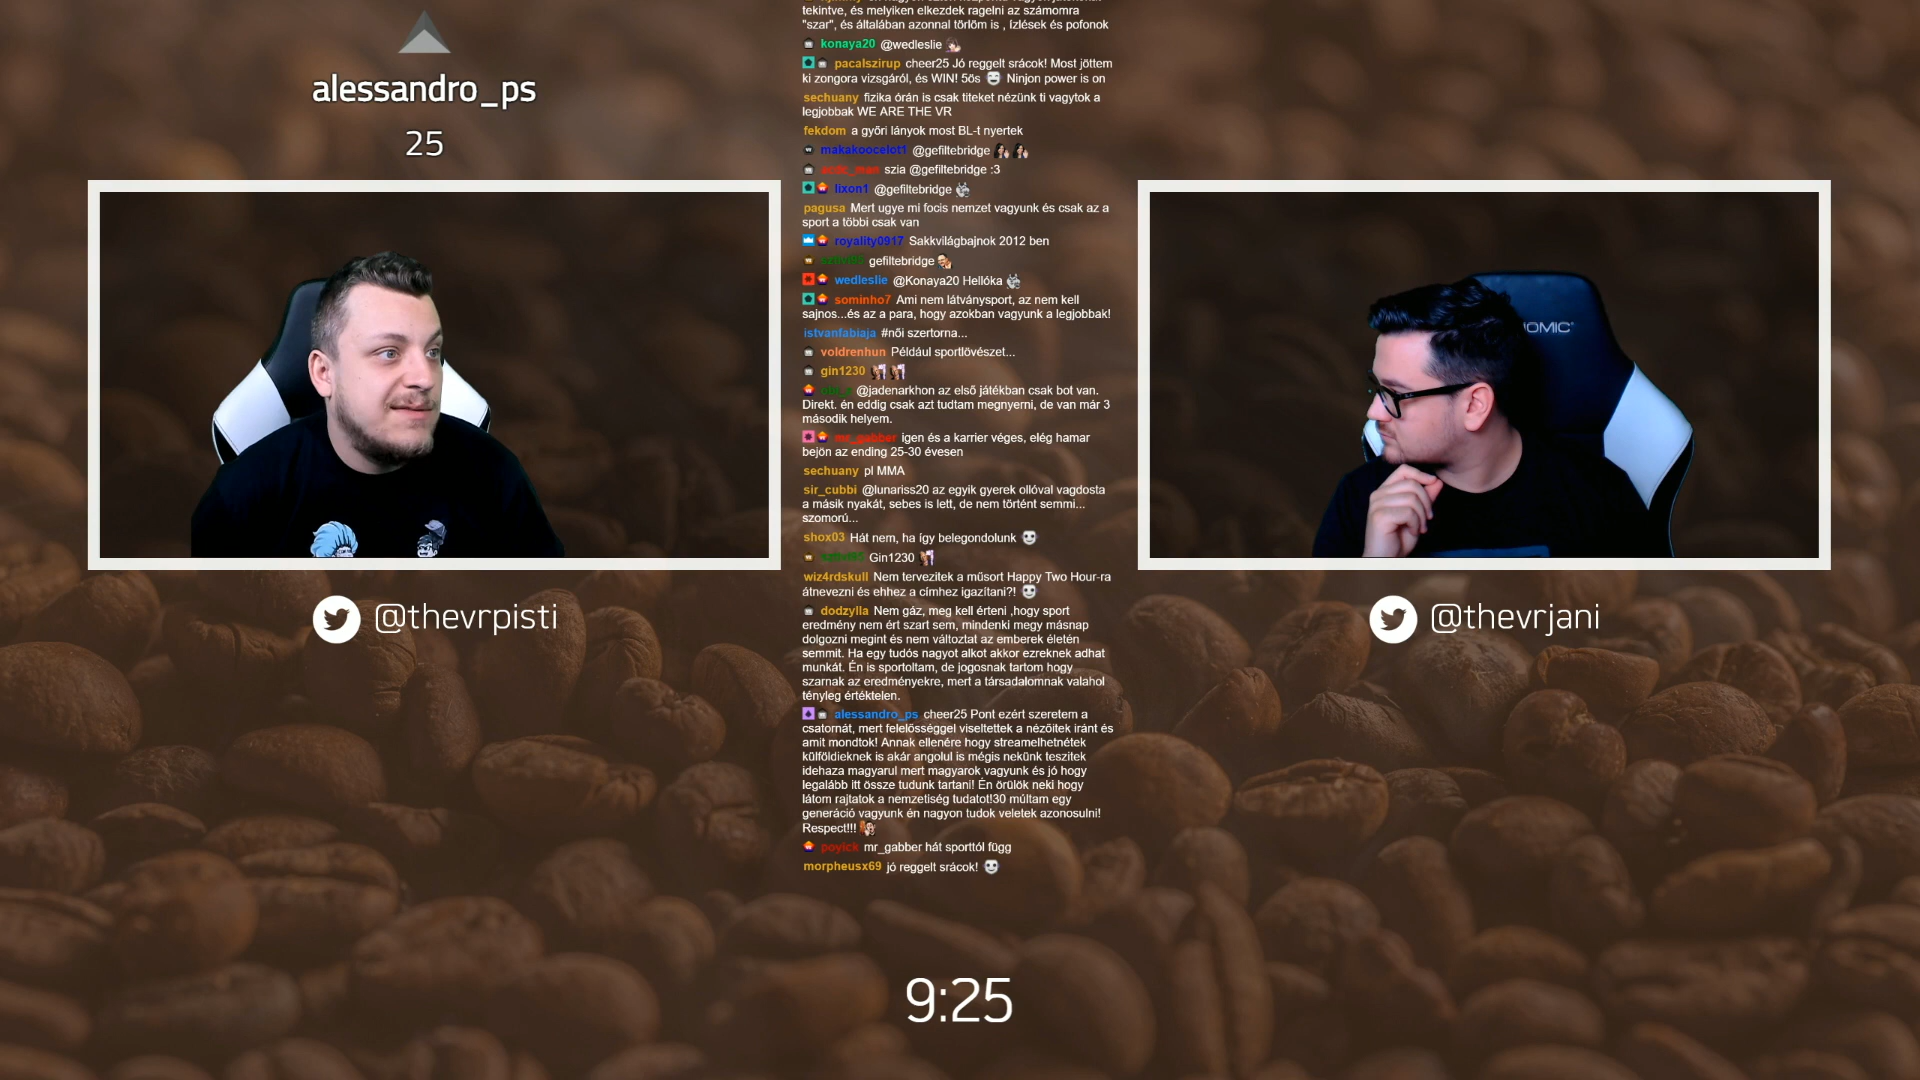 alessandro_ps
25
tekintve, és melyiken elkezdek ragelni az számomra
"szar", és általában azonnal törlöm is , ízlések és pofonok
konaya20 @wedleslie
pacalszirup cheer25 Jó reggelt srácok! Most jöttem
ki zongora vizsgáról, és WIN! 5ös Ninjon power is on
sechuany fizika órán is csak titeket nézünk ti vagytok a
legjobbak WE ARE THE VR
fekdom a győri lányok most BL-t nyertek
makakoocelot1 @gefiltebridge
szia @gefiltebridge :3
lixon1 @gefiltebridge
pagusa Mert ugye mi focis nemzet vagyunk és csak az a
sport a többi csak van
royality0917 Sakkvilágbajnok 2012 ben
gefiltebridge
wedleslie @Konaya20 Hellóka
sominho7 Ami nem látványsport, az nem kell
sajnos...és az a para, hogy azokban vagyunk a legjobbak!
istvanfabiaja #női szertorna...
voldrenhun Például sportlövészet...
gin1230
@jadenarkhon az első játékban csak bot van.
Direkt. én eddig csak azt tudtam megnyerni, de van már 3
második helyem.
mr_gabber igen és a karrier véges, elég hamar
bejön az ending 25-30 évesen
sechuany pl MMA
sir_cubbi @lunariss20 az egyik gyerek ollóval vagdosta
a másik nyakát, sebes is lett, de nem történt semmi...
szomorú...
shox03 Hát nem, ha így belegondolunk
Gin1230
wiz4rdskull Nem tervezitek a műsort Happy Two Hour-ra
átnevezni és ehhez a címhez igazítani?!
dodzylla Nem gáz, meg kell érteni ,hogy sport
eredmény nem ért szart sem, mindenki megy másnap
dolgozni megint és nem változtat az emberek életén
semmit. Ha egy tudós nagyot alkot akkor ezreknek adhat
munkát. Én is sportoltam, de jogosnak tartom hogy
szarnak az eredményekre, mert a társadalomnak valahol
tényleg értéktelen.
alessandro_ps cheer25 Pont ezért szeretem a
csatornát, mert felelősséggel viseltettek a nézőitek iránt és
amit mondtok! Annak ellenére hogy streamelhetnétek
külföldieknek is akár angolul is mégis nekünk teszitek
idehaza magyarul mert magyarok vagyunk és jó hogy
legalább itt össze tudunk tartani! Én örülök neki hogy
látom rajtatok a nemzetiség tudatot!30 múltam egy
generáció vagyunk én nagyon tudok veletek azonosulni!
Respect!!!
poyick mr_gabber hát sporttól függ
morpheusx69 jó reggelt srácok!
OMIC
@thevrpisti
@thevrjani
9:25